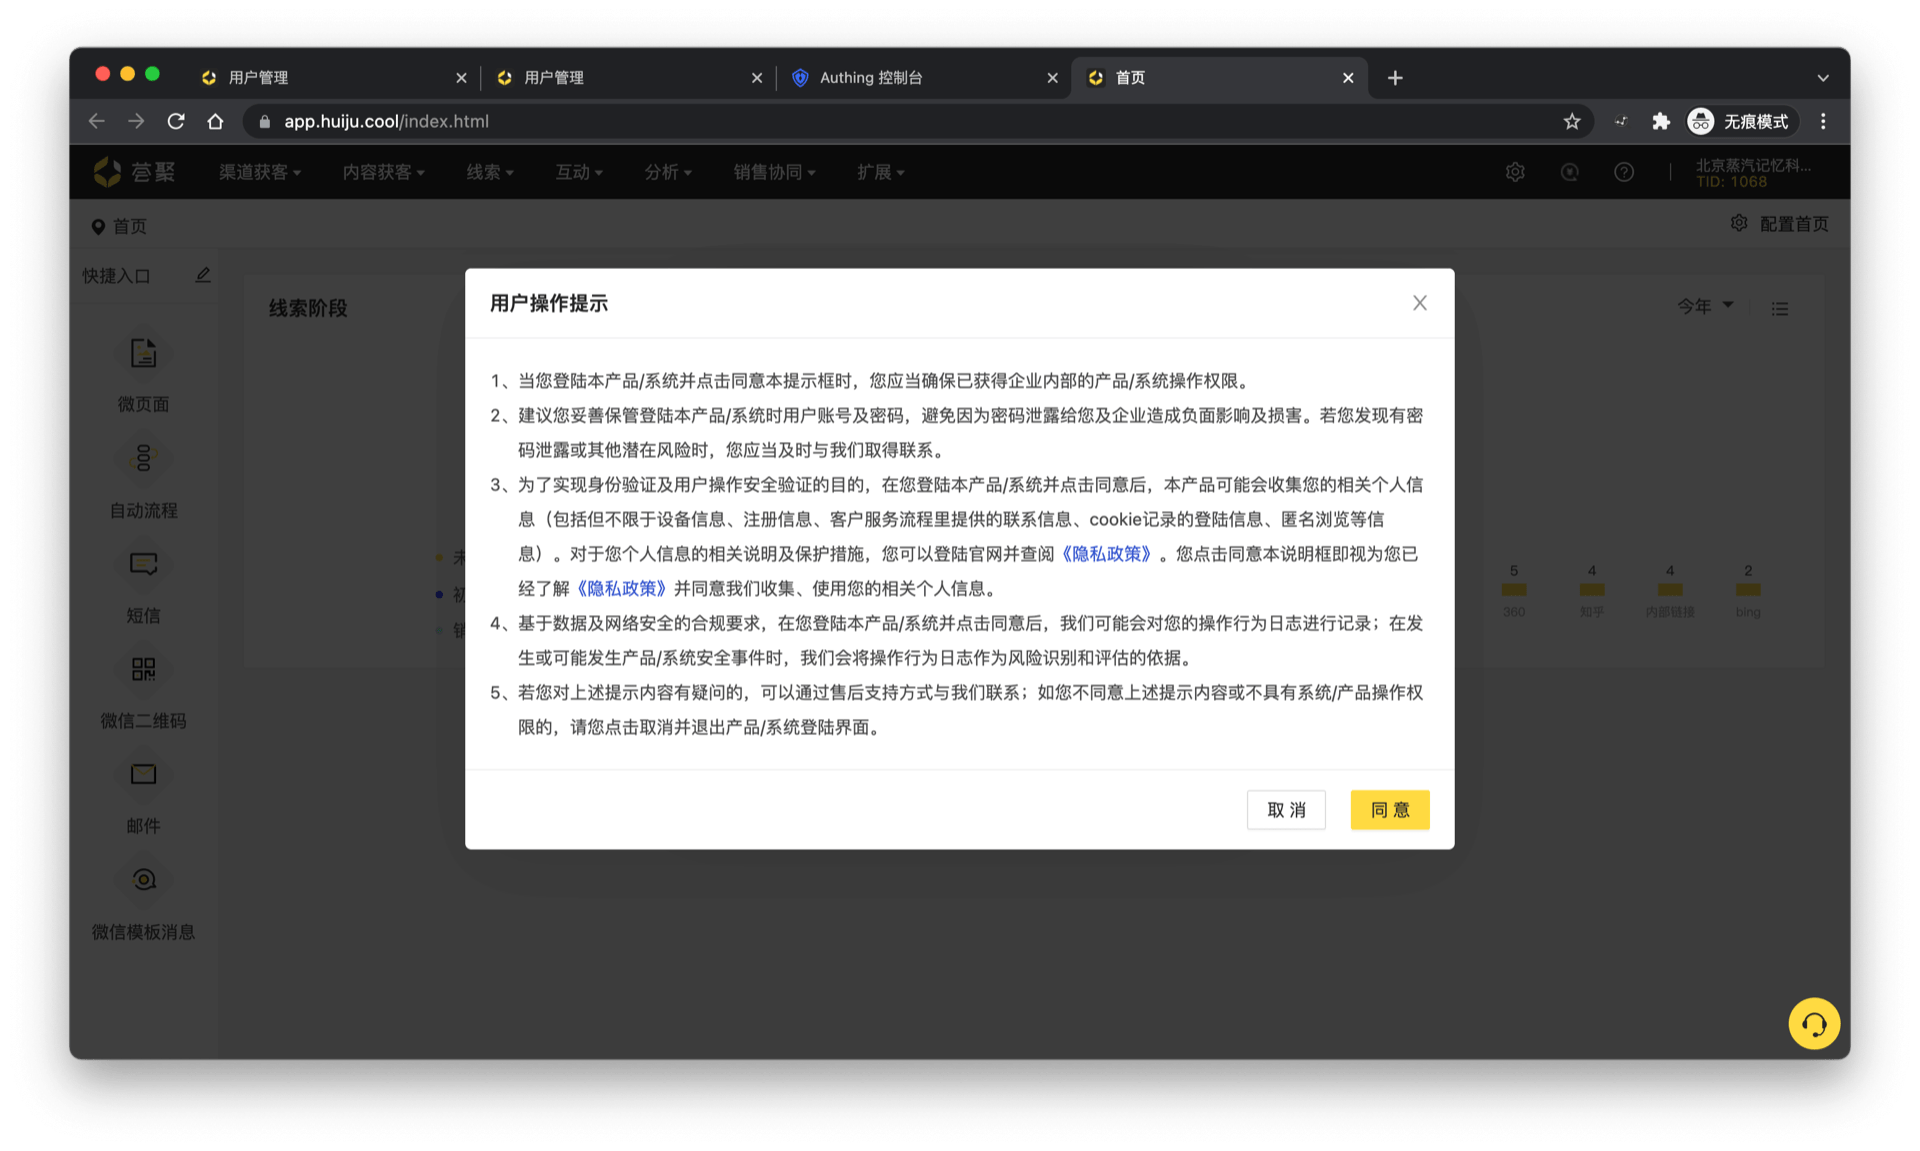 用户管理
用户管理
Authing 控制台
首页
app.huiju.cool/index.html
无痕模式
荟聚
渠道获客
内容获客
线索
互动
分析
销售协同
扩展
北京蒸汽记忆科...
TID: 1068
首页
配置首页
快捷入口
线索阶段
今年
微页面
自动流程
短信
微信二维码
邮件
微信模板消息
未
初
销
5
4
4
2
360
知乎
内部链接
bing
用户操作提示
1、当您登陆本产品/系统并点击同意本提示框时，您应当确保已获得企业内部的产品/系统操作权限。
2、建议您妥善保管登陆本产品/系统时用户账号及密码，避免因为密码泄露给您及企业造成负面影响及损害。若您发现有密
码泄露或其他潜在风险时，您应当及时与我们取得联系。
3、为了实现身份验证及用户操作安全验证的目的，在您登陆本产品/系统并点击同意后，本产品可能会收集您的相关个人信
息（包括但不限于设备信息、注册信息、客户服务流程里提供的联系信息、cookie记录的登陆信息、匿名浏览等信
息）。对于您个人信息的相关说明及保护措施，您可以登陆官网并查阅《隐私政策》。您点击同意本说明框即视为您已
经了解《隐私政策》并同意我们收集、使用您的相关个人信息。
4、基于数据及网络安全的合规要求，在您登陆本产品/系统并点击同意后，我们可能会对您的操作行为日志进行记录；在发
生或可能发生产品/系统安全事件时，我们会将操作行为日志作为风险识别和评估的依据。
5、若您对上述提示内容有疑问的，可以通过售后支持方式与我们联系；如您不同意上述提示内容或不具有系统/产品操作权
限的，请您点击取消并退出产品/系统登陆界面。
取 消
同 意